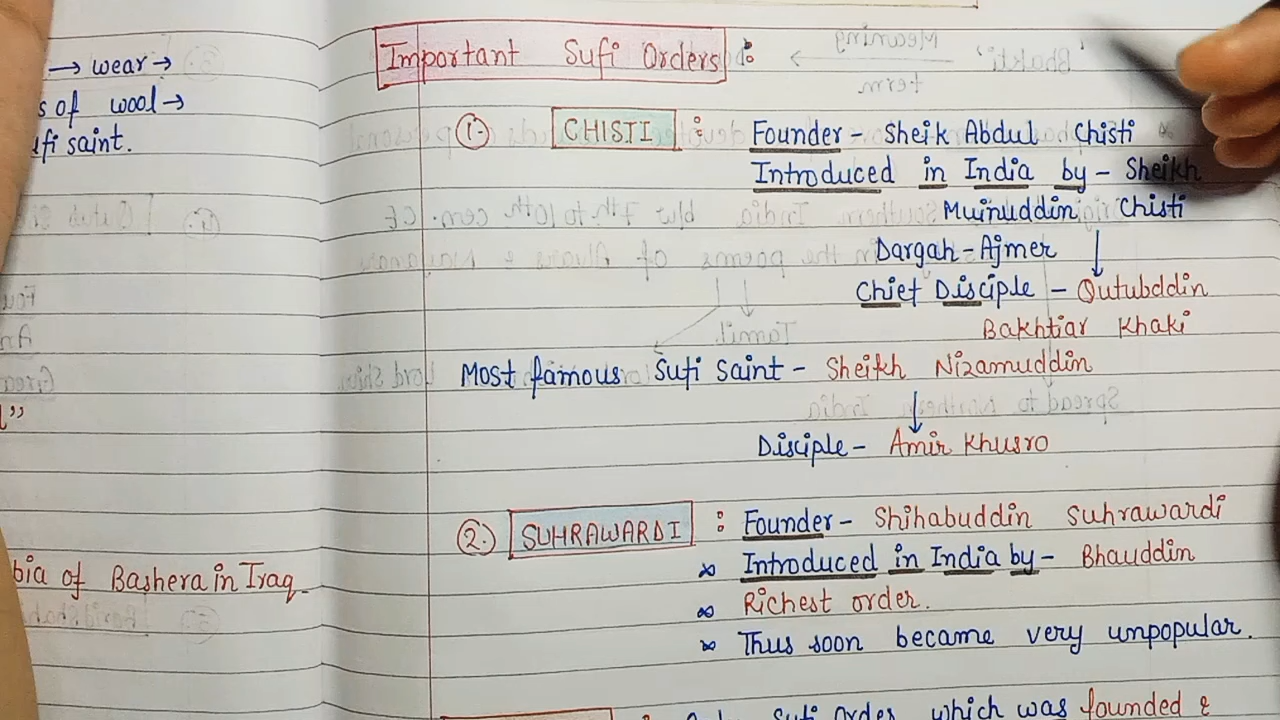 → wear →
s of wool →
ufi saint.
l”
bia of Bashera in Iraq.
Important Sufi Orders :
①. CHISTI : Founder - Sheik Abdul Chisti
Introduced in India by - Sheikh
Muinuddin Chisti
Dargah - Ajmer ↓
Chief Disciple - Qutubddin
Bakhtiar Khaki
Most famous Sufi Saint - Sheikh Nizamuddin
↓
Disciple - Amir Khusro
②. SUHRAWARDI : Founder - Shihabuddin Suhrawardi
Introduced in India by - Bhauddin
Richest order.
Thus soon became very unpopular.
Sufi order which was founded &